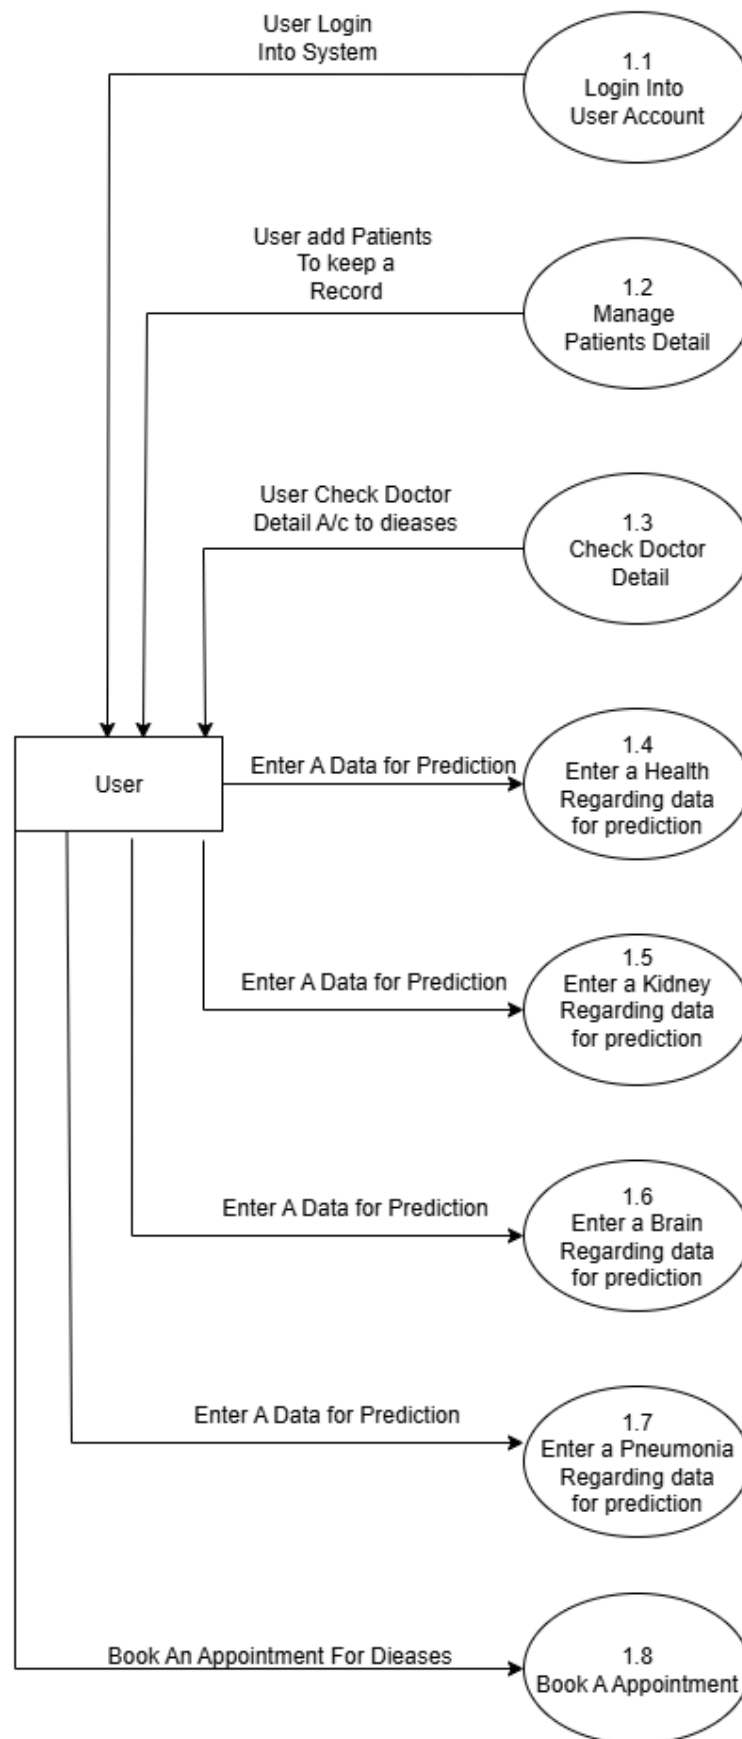 User Login
Into System
1.1
Login Into
User Account
User add Patients
To keep a
Record
1.2
Manage
Patients Detail
User Check Doctor
Detail A/c to dieases
1.3
Check Doctor
Detail
User
Enter A Data for Prediction
1.4
Enter a Health
Regarding data
for prediction
Enter A Data for Prediction
1.5
Enter a Kidney
Regarding data
for prediction
Enter A Data for Prediction
1.6
Enter a Brain
Regarding data
for prediction
Enter A Data for Prediction
1.7
Enter a Pneumonia
Regarding data
for prediction
Book An Appointment For Dieases
1.8
Book A Appointment